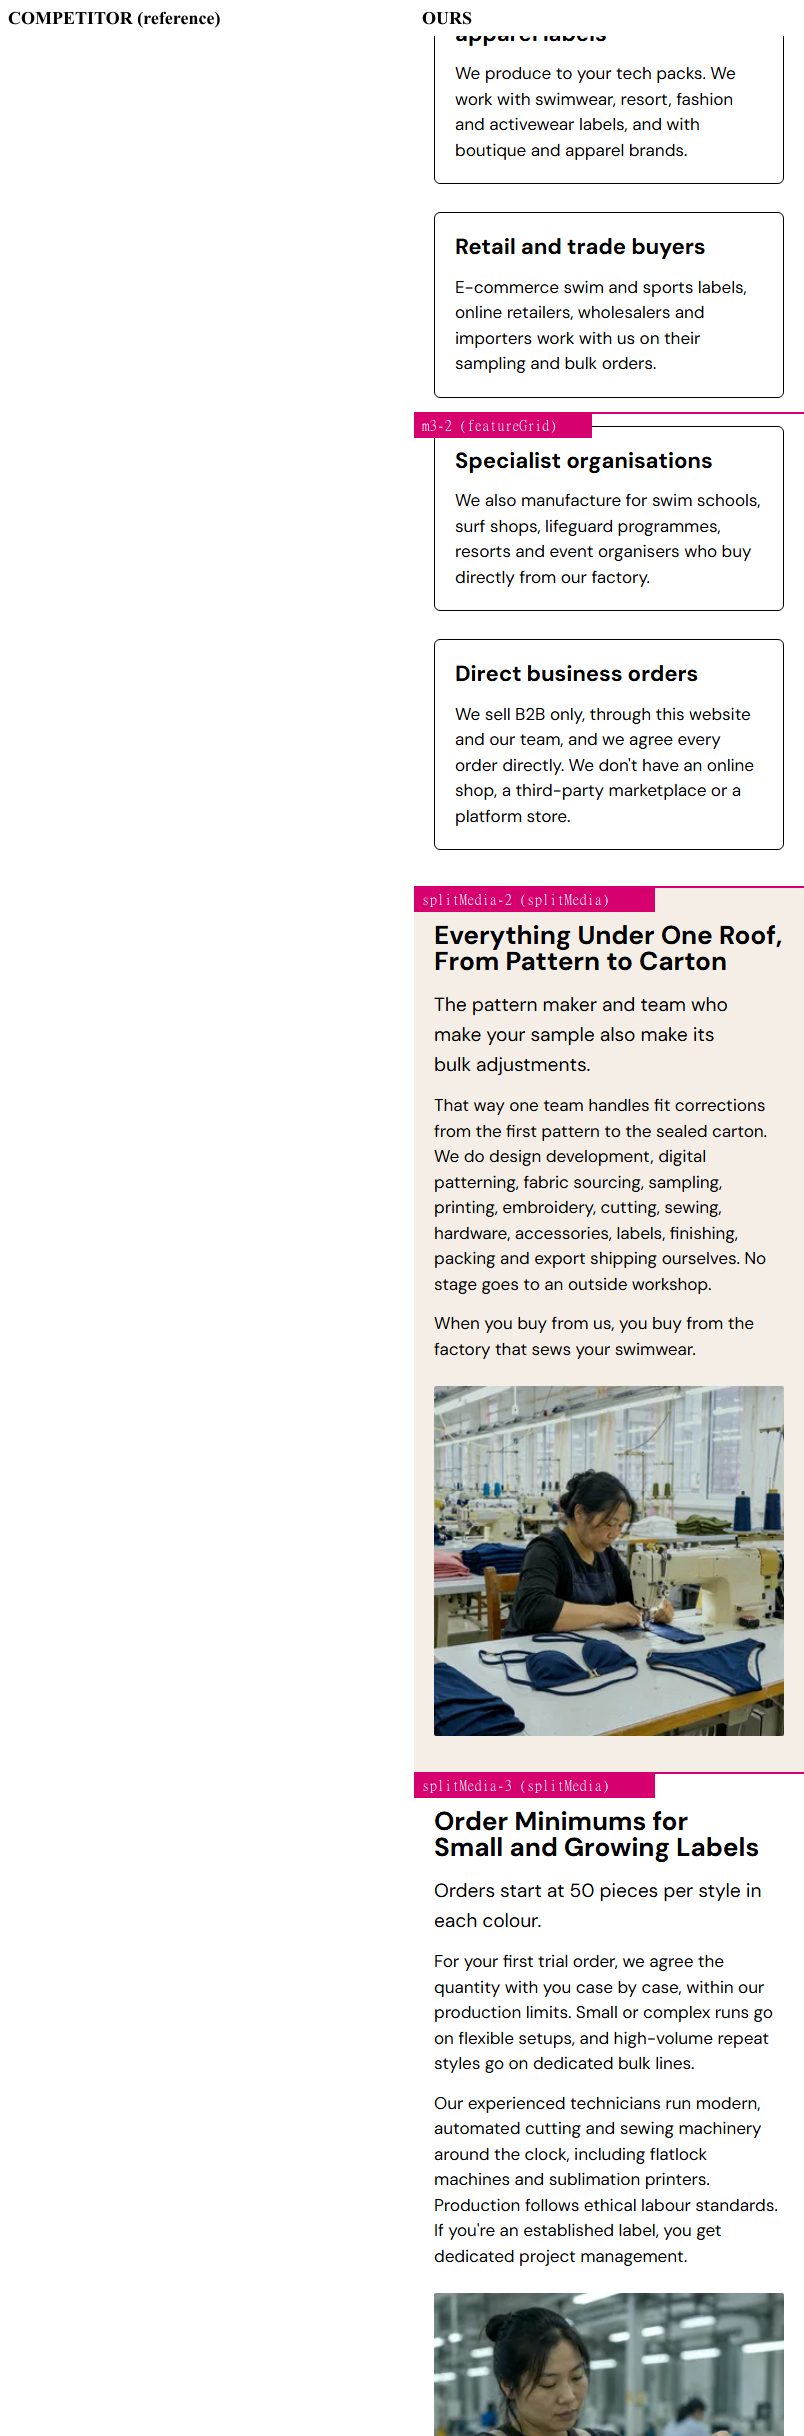 COMPETITOR (reference)
OURS
apparel labels
We produce to your tech packs. We
work with swimwear, resort, fashion
and activewear labels, and with
boutique and apparel brands.
Retail and trade buyers
E-commerce swim and sports labels,
online retailers, wholesalers and
importers work with us on their
sampling and bulk orders.
m3-2 (featureGrid)
Specialist organisations
We also manufacture for swim schools,
surf shops, lifeguard programmes,
resorts and event organisers who buy
directly from our factory.
Direct business orders
We sell B2B only, through this website
and our team, and we agree every
order directly. We don't have an online
shop, a third-party marketplace or a
platform store.
splitMedia-2 (splitMedia)
Everything Under One Roof,
From Pattern to Carton
The pattern maker and team who
make your sample also make its
bulk adjustments.
That way one team handles fit corrections
from the first pattern to the sealed carton.
We do design development, digital
patterning, fabric sourcing, sampling,
printing, embroidery, cutting, sewing,
hardware, accessories, labels, finishing,
packing and export shipping ourselves. No
stage goes to an outside workshop.
When you buy from us, you buy from the
factory that sews your swimwear.
splitMedia-3 (splitMedia)
Order Minimums for
Small and Growing Labels
Orders start at 50 pieces per style in
each colour.
For your first trial order, we agree the
quantity with you case by case, within our
production limits. Small or complex runs go
on flexible setups, and high-volume repeat
styles go on dedicated bulk lines.
Our experienced technicians run modern,
automated cutting and sewing machinery
around the clock, including flatlock
machines and sublimation printers.
Production follows ethical labour standards.
If you're an established label, you get
dedicated project management.